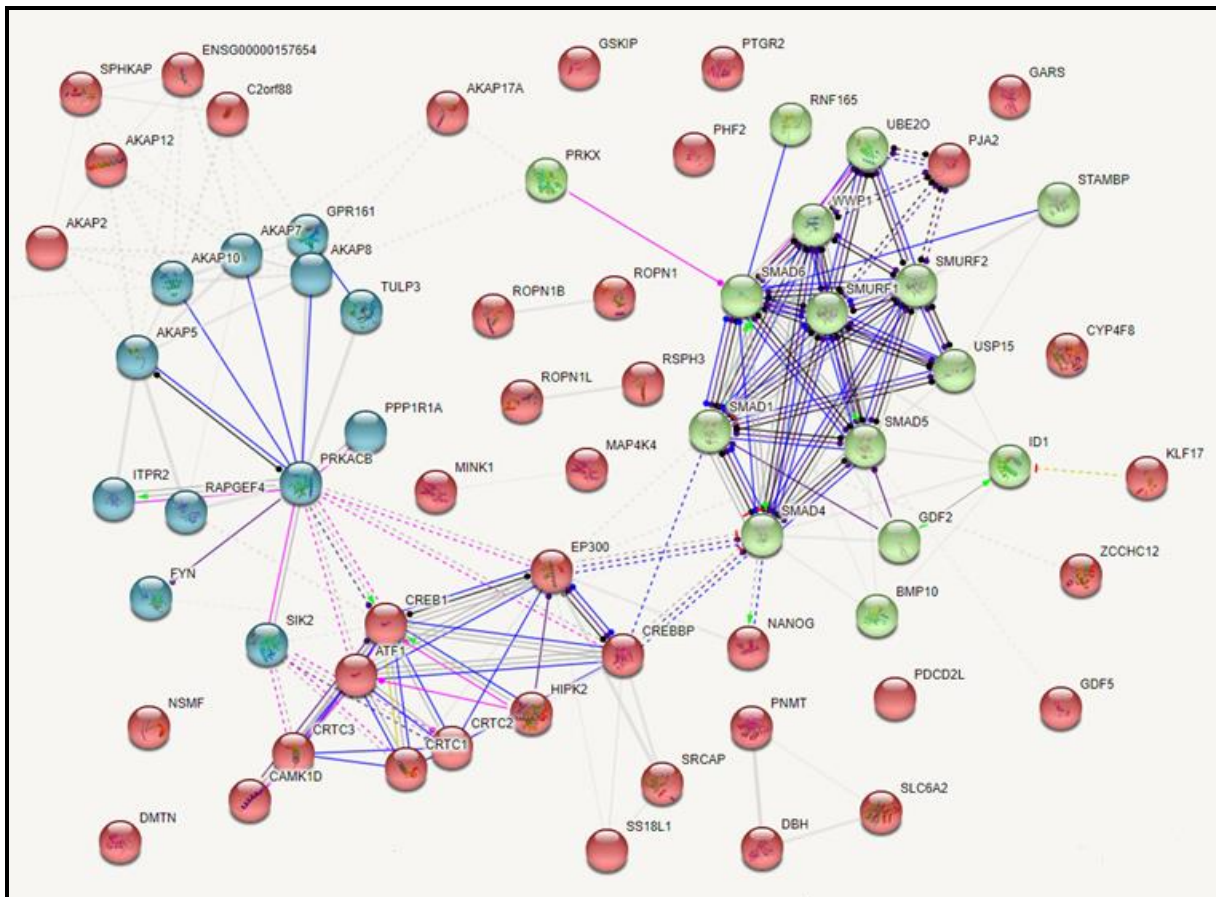 ENSG00000157654
SPHKAP
C2orf88
GSKIP
PTGR2
GARS
AKAP17A
RNF165
AKAP12
PHF2
UBE2O
PJA2
PRKX
STAMBP
AKAP2
GPR161
AKAP7
WWP1
AKAP8
AKAP10
SMURF2
SMAD6
ROPN1
TULP3
ROPN1B
SMURF1
AKAP5
CYP4F8
USP15
RSPH3
ROPN1L
SMAD1
PPP1R1A
SMAD5
ID1
MAP4K4
KLF17
PRKACB
MINK1
ITPR2
RAPGEF4
SMAD4
GDF2
EP300
ZCCHC12
FYN
BMP10
CREB1
NANOG
SIK2
CREBBP
ATF1
PDCD2L
GDF5
HIPK2
NSMF
PNMT
CRTC3
CRTC2
CRTC1
SRCAP
CAMK1D
SLC6A2
DMTN
SS18L1
DBH